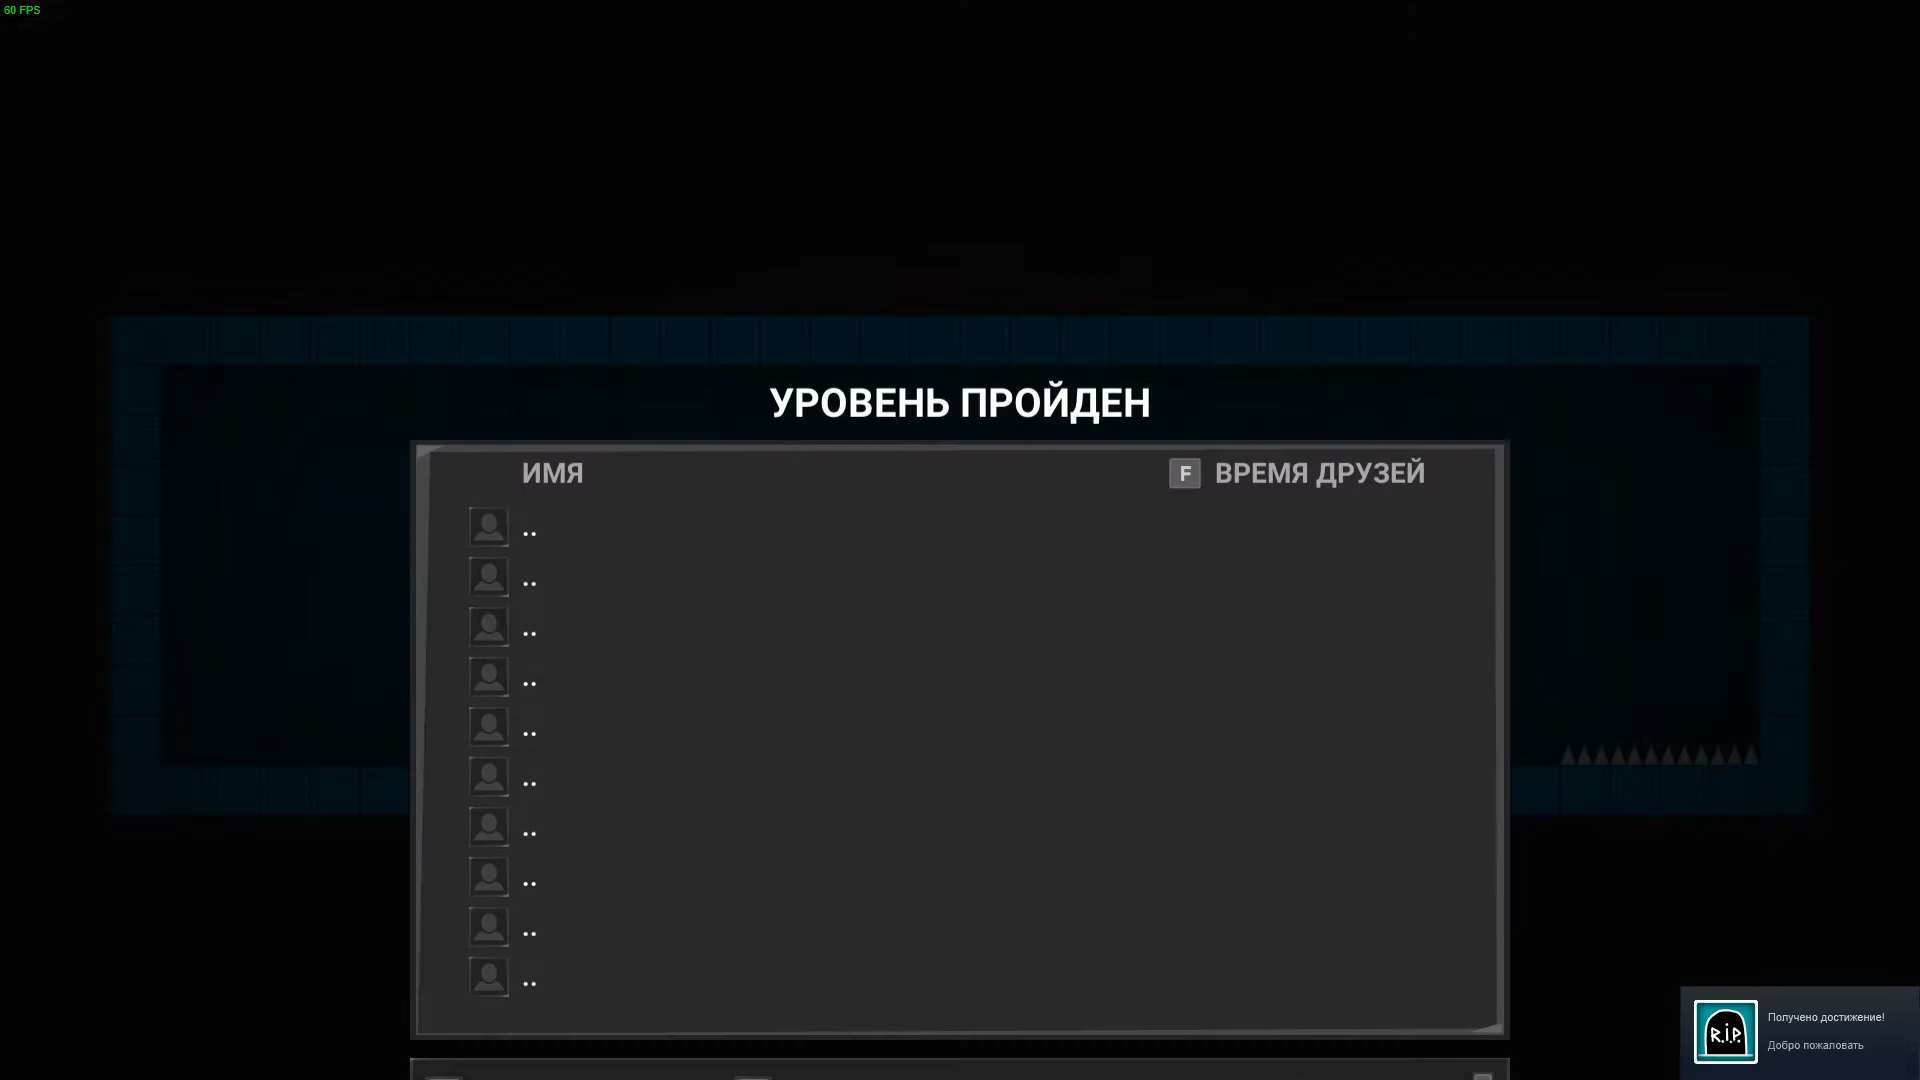 60 FPS
УРОВЕНЬ ПРОЙДЕН
ИМЯ
F ВРЕМЯ ДРУЗЕЙ
..
..
..
..
..
..
..
..
..
..
R.i.P.
Получено достижение!
Добро пожаловать